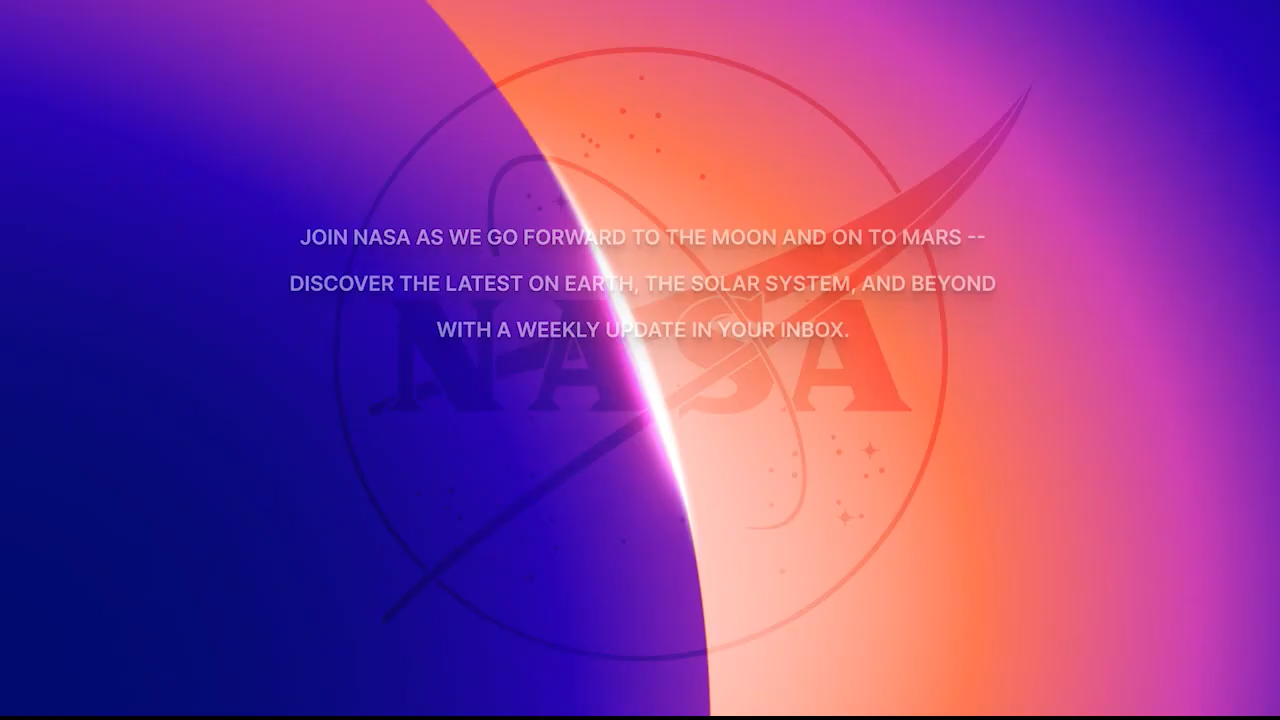 JOIN NASA AS WE GO FORWARD TO THE MOON AND ON TO MARS --
DISCOVER THE LATEST ON EARTH, THE SOLAR SYSTEM, AND BEYOND
WITH A WEEKLY UPDATE IN YOUR INBOX.
NASA